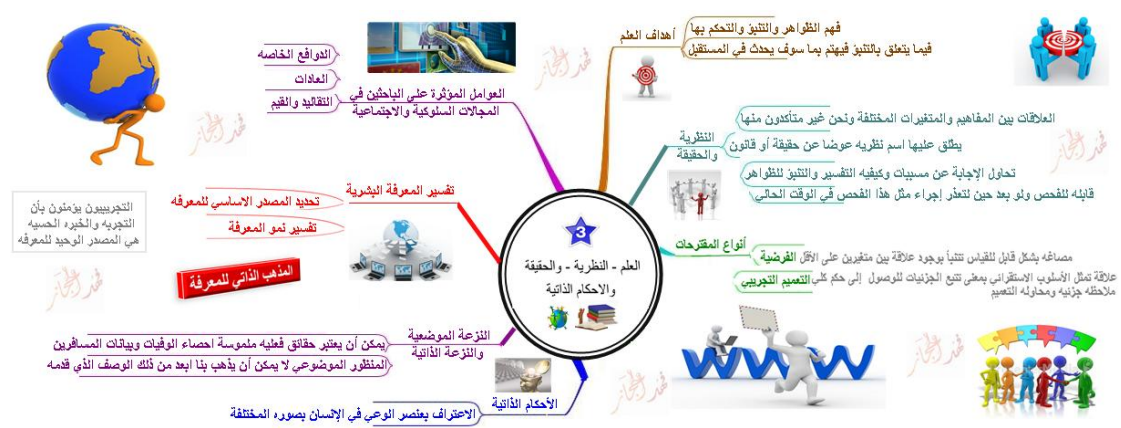 3
العلم - النظرية - والحقيقة
والاحكام الذاتية
أهداف العلم
فهم الظواهر والتنبؤ والتحكم بها
فيما يتعلق بالتنبؤ فيهتم بما سوف يحدث في المستقبل
النظرية
والحقيقة
العلاقات بين المفاهيم والمتغيرات المختلفة ونحن غير متأكدون منها
يطلق عليها اسم نظريه عوضا عن حقيقة أو قانون
تحاول الإجابة عن مسببات وكيفيه التفسير والتنبؤ للظواهر
قابله للفحص ولو بعد حين تتعذر إجراء مثل هذا الفحص في الوقت الحالي
أنواع المقترحات
الفرضية
مصاغه بشكل قابل للقياس تتنبأ بوجود علاقة بين متغيرين على الأقل
التعميم التجريبي
علاقة تمثل الأسلوب الاستقرائي بمعنى تتبع الجزئيات للوصول إلى حكم كلي
ملاحظه جزئيه ومحاوله التعميم
العوامل المؤثرة على الباحثين في
المجالات السلوكية والاجتماعية
الدوافع الخاصه
العادات
التقاليد والقيم
تفسير المعرفة البشرية
تحديد المصدر الاساسي للمعرفه
تفسير نمو المعرفة
التجريبيون يؤمنون بأن
التجربه والخبره الحسيه
هي المصدر الوحيد للمعرفه
المذهب الذاتي للمعرفة
النزعة الموضعية
والنزعة الذاتية
يمكن أن يعتبر حقائق فعليه ملموسة احصاء الوفيات وبيانات المسافرين
المنظور الموضوعي لا يمكن أن يذهب بنا ابعد من ذلك الوصف الذي قدمه
الأحكام الذاتية
الاعتراف بعنصر الوعي في الإنسان بصوره المختلفة
WWW